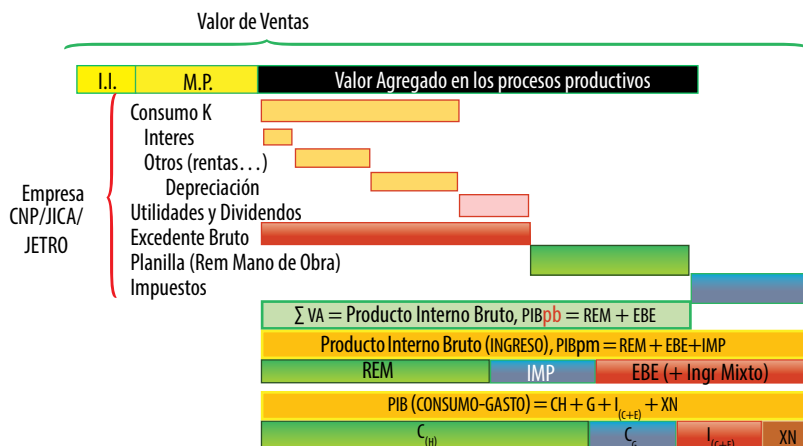 Valor de Ventas
I.I. M.P. Valor Agregado en los procesos productivos
Consumo K
Interes
Otros (rentas…)
Depreciación
Utilidades y Dividendos
Excedente Bruto
Planilla (Rem Mano de Obra)
Impuestos
Empresa
CNP/JICA/
JETRO
∑ VA = Producto Interno Bruto, PIBpb = REM + EBE
Producto Interno Bruto (INGRESO), PIBpm = REM + EBE+IMP
REM IMP EBE (+ Ingr Mixto)
PIB (CONSUMO-GASTO) = CH + G + I(C+E) + XN
C(H) CG I(C+E) XN